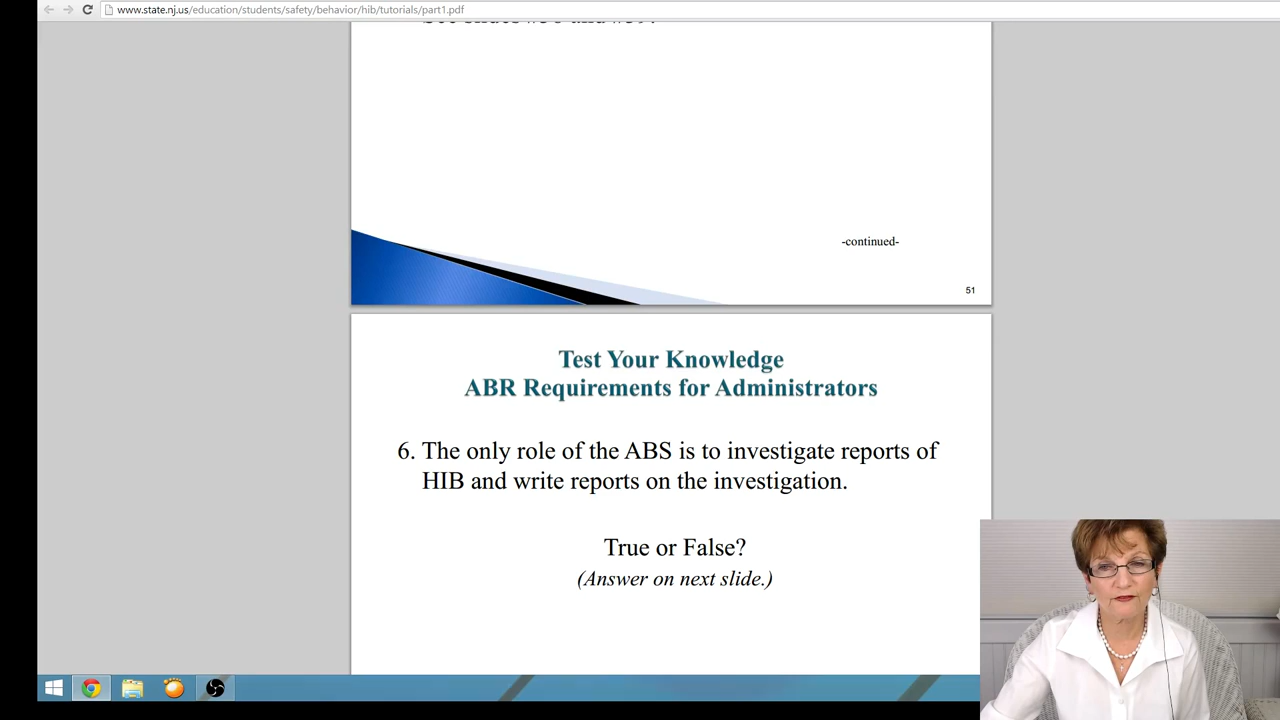 www.state.nj.us/education/students/safety/behavior/hib/tutorials/part1.pdf
-continued-
51
Test Your Knowledge
ABR Requirements for Administrators
6. The only role of the ABS is to investigate reports of
HIB and write reports on the investigation.
True or False?
(Answer on next slide.)